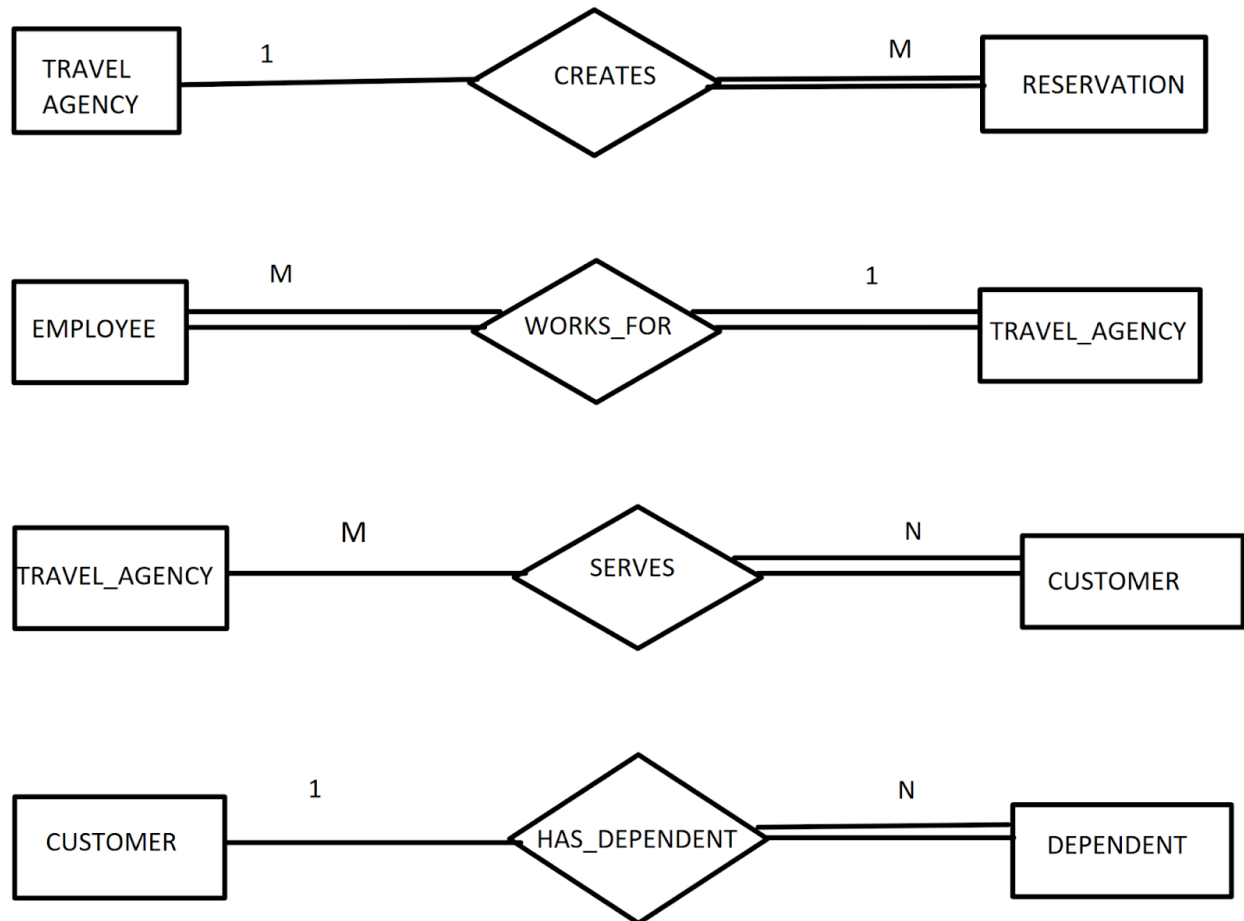 1
M
TRAVEL
AGENCY
CREATES
RESERVATION
M
1
EMPLOYEE
WORKS_FOR
TRAVEL_AGENCY
M
N
TRAVEL_AGENCY
SERVES
CUSTOMER
1
N
CUSTOMER
HAS_DEPENDENT
DEPENDENT